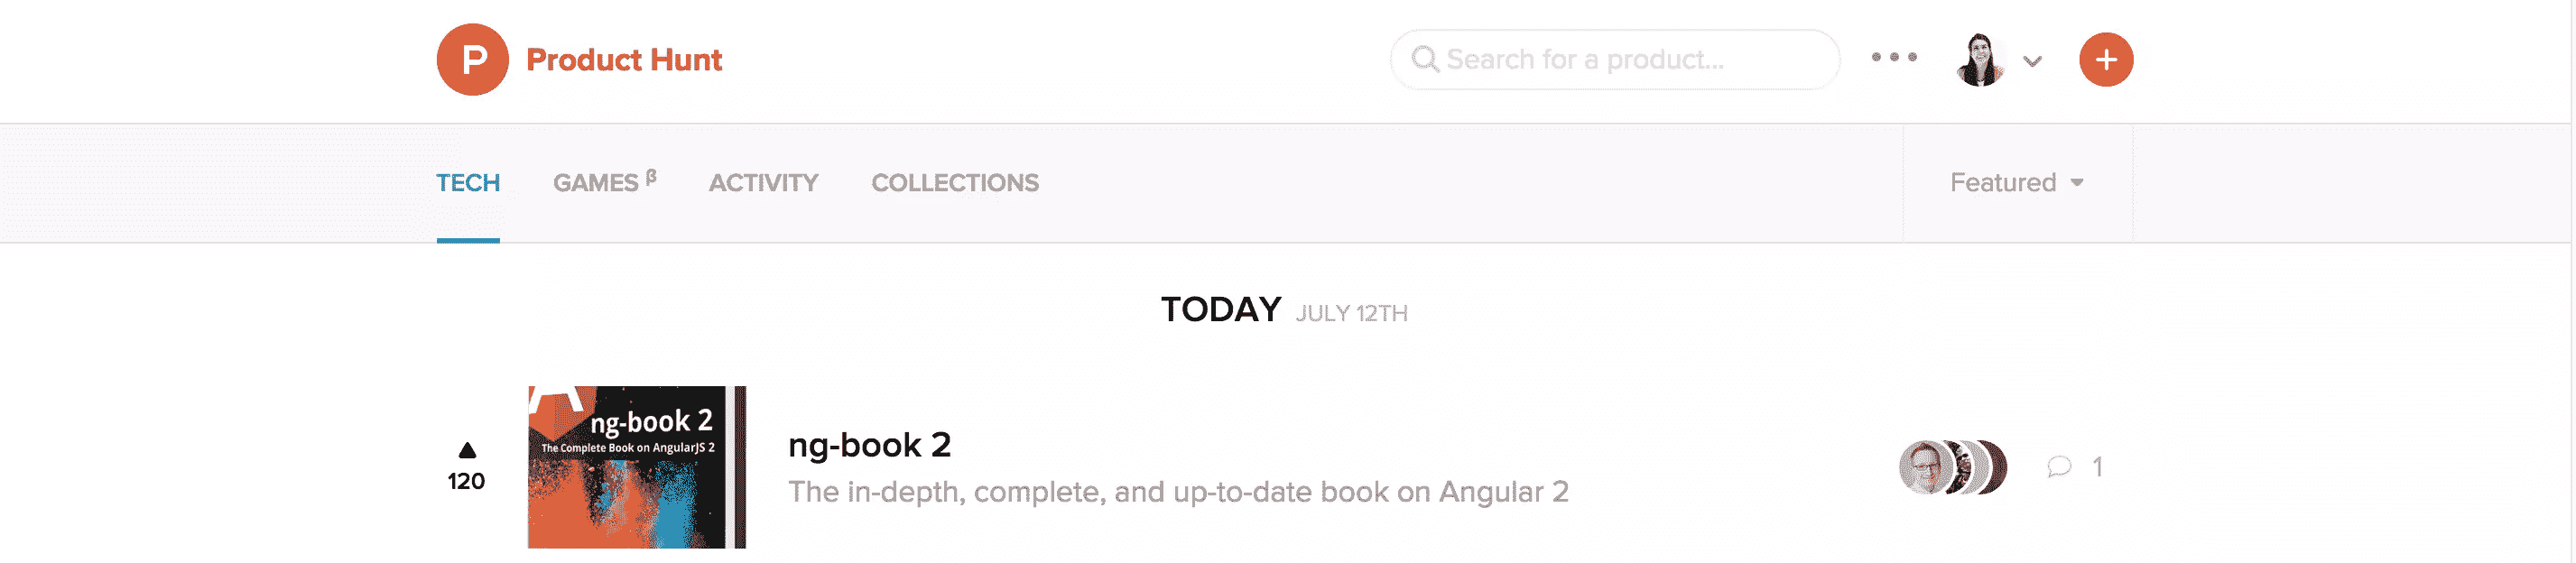 P Product Hunt Search for a product...
TECH GAMES β ACTIVITY COLLECTIONS Featured
TODAY JULY 12TH
ng-book 2
The Complete Book on AngularJS 2
120
ng-book 2
The in-depth, complete, and up-to-date book on Angular 2
1